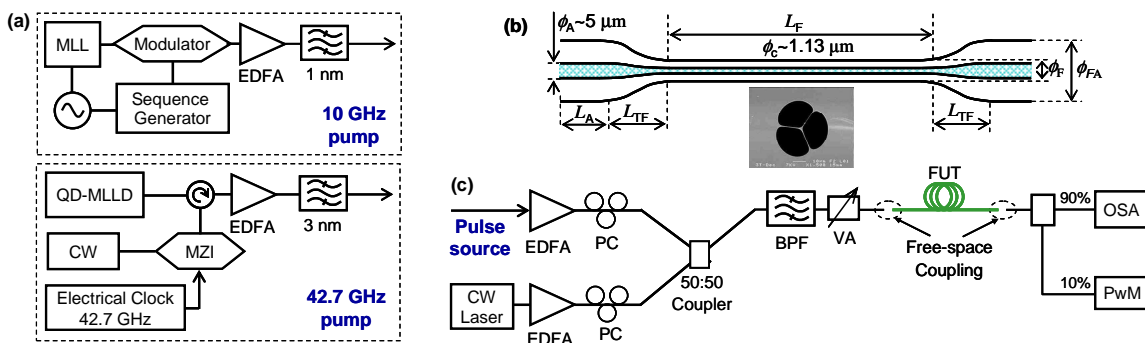 (a)
MLL
Modulator
EDFA
1 nm
Sequence
Generator
10 GHz
pump
QD-MLLD
EDFA
3 nm
CW
MZI
Electrical Clock
42.7 GHz
42.7 GHz
pump
(b)
ϕA~5 μm
LF
ϕc~1.13 μm
ϕF
ϕFA
LA
LTF
LTF
(c)
Pulse
source
EDFA
PC
50:50
Coupler
CW
Laser
EDFA
PC
BPF
VA
FUT
Free-space
Coupling
90%
OSA
10%
PwM